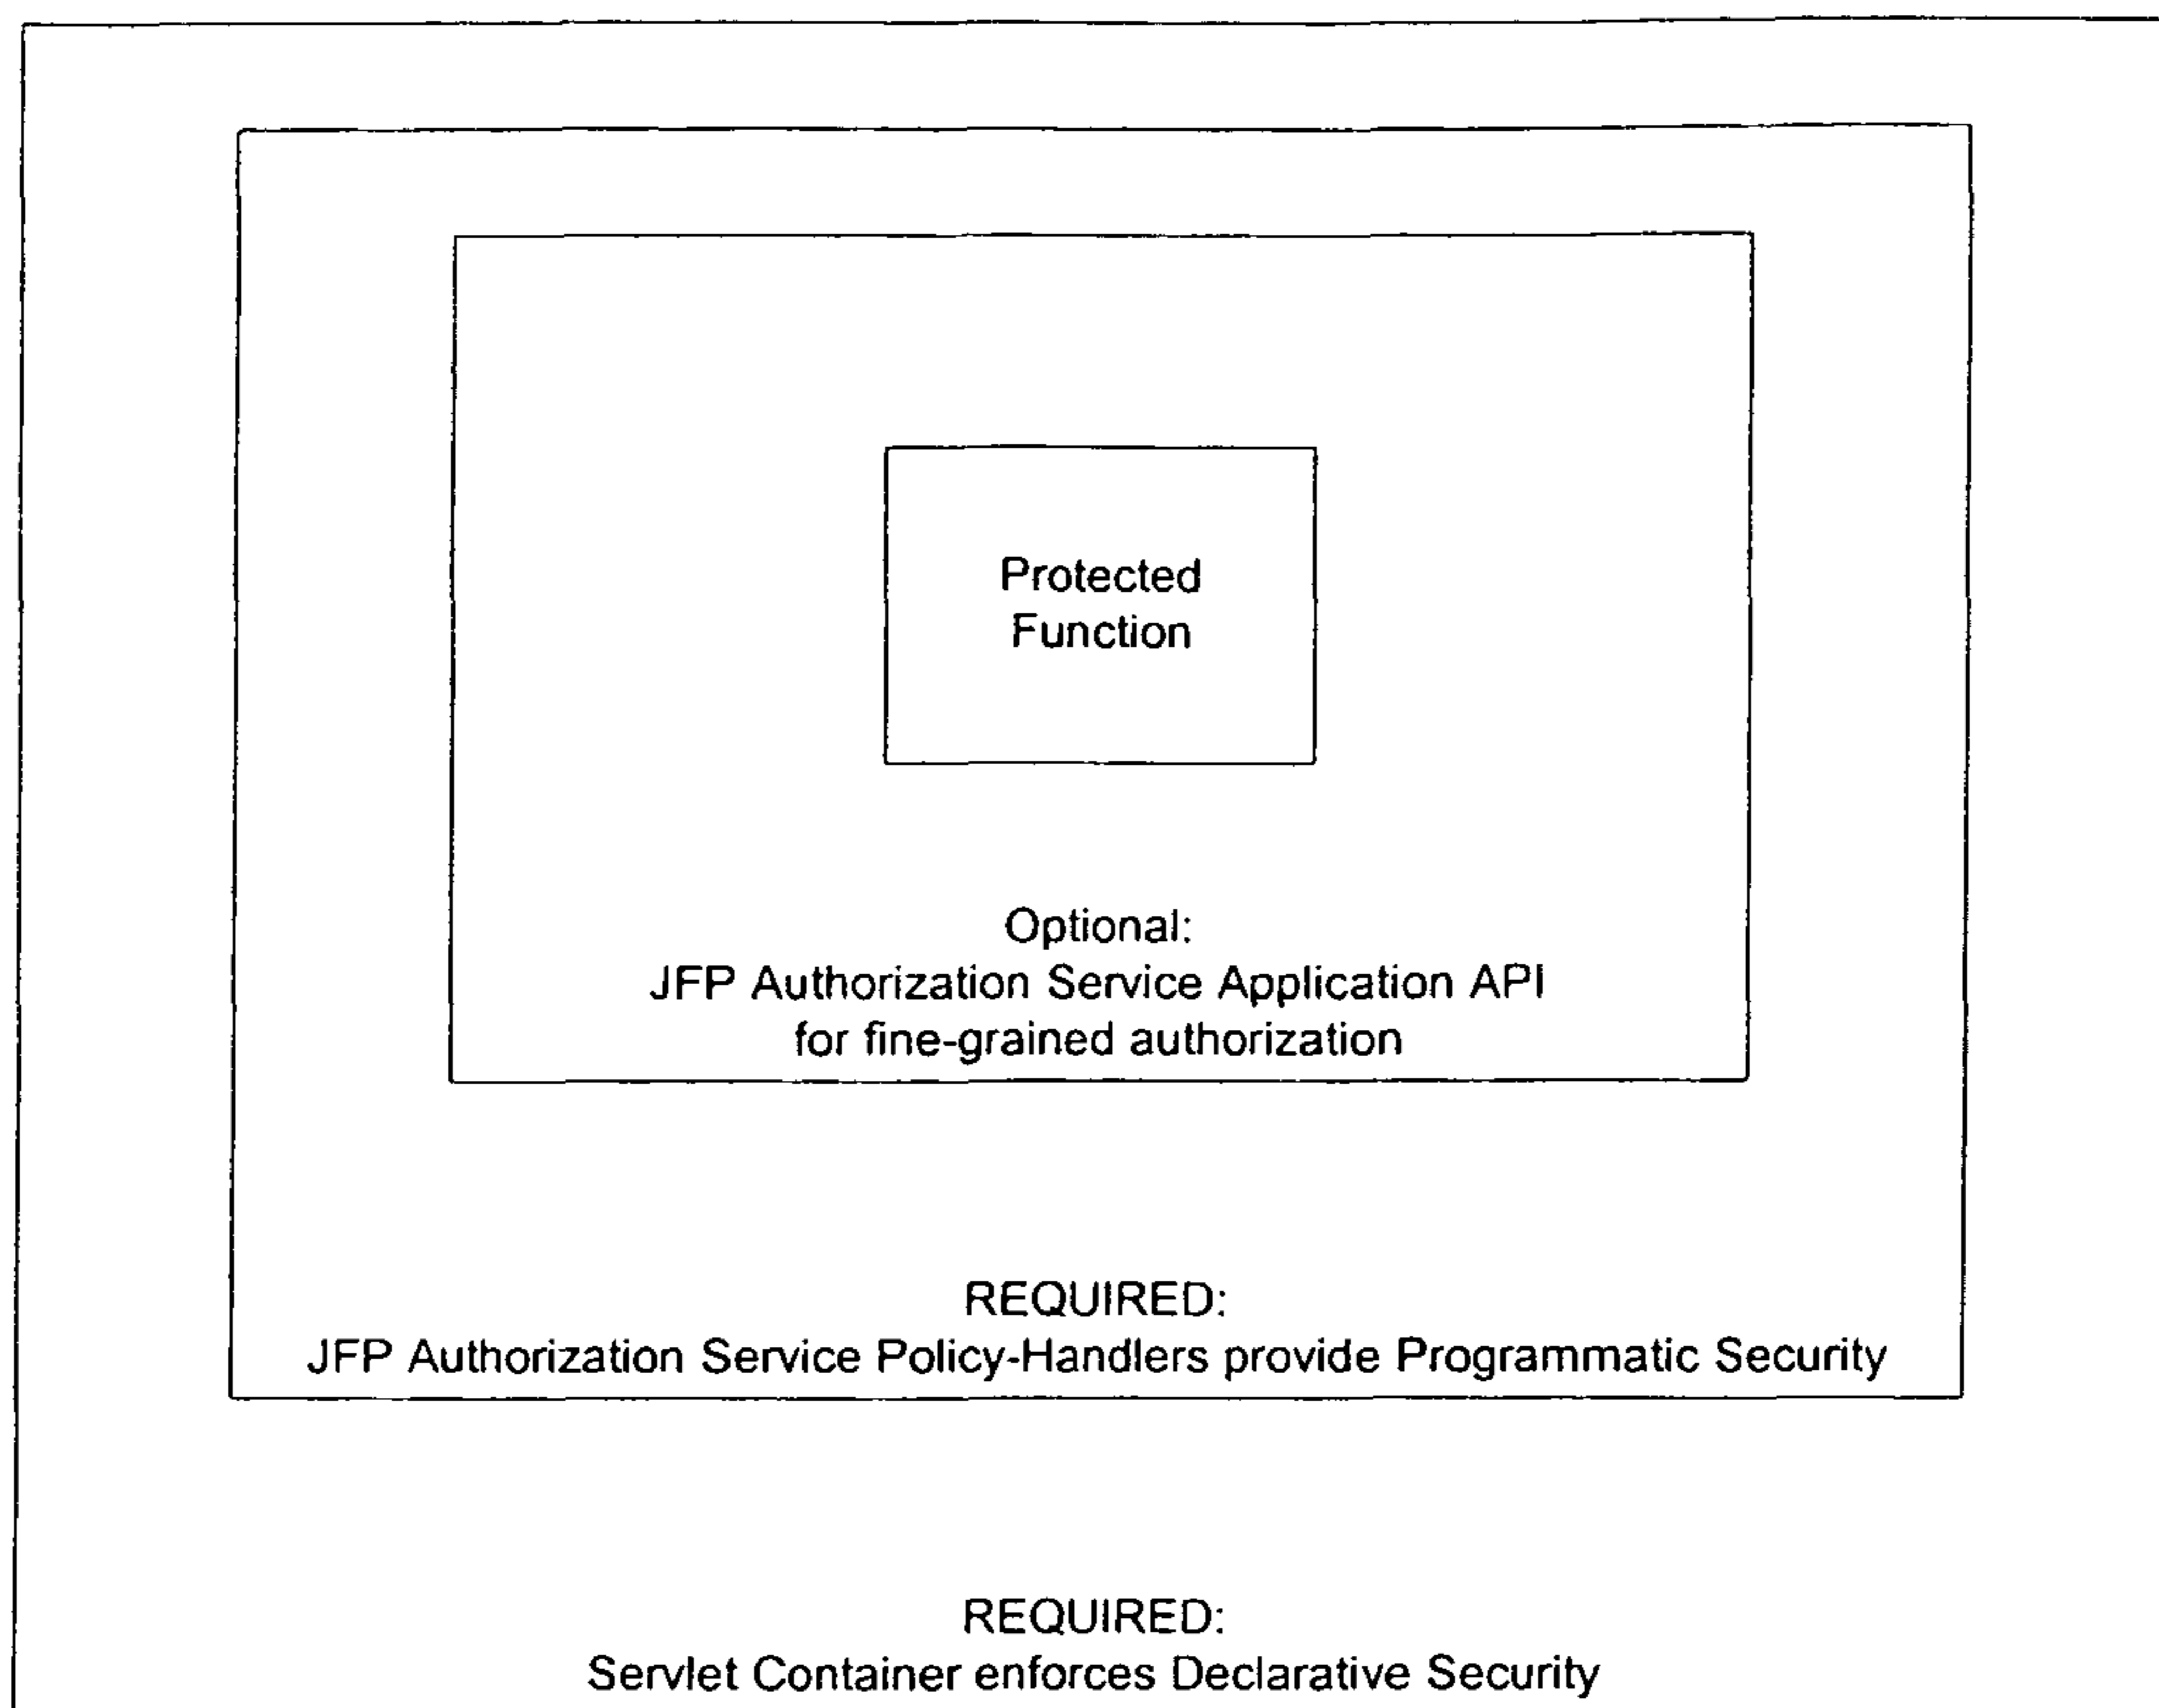 Protected
Function
Optional:
JFP Authorization Service Application API
for fine-grained authorization
REQUIRED:
JFP Authorization Service Policy-Handlers provide Programmatic Security
REQUIRED:
Servlet Container enforces Declarative Security